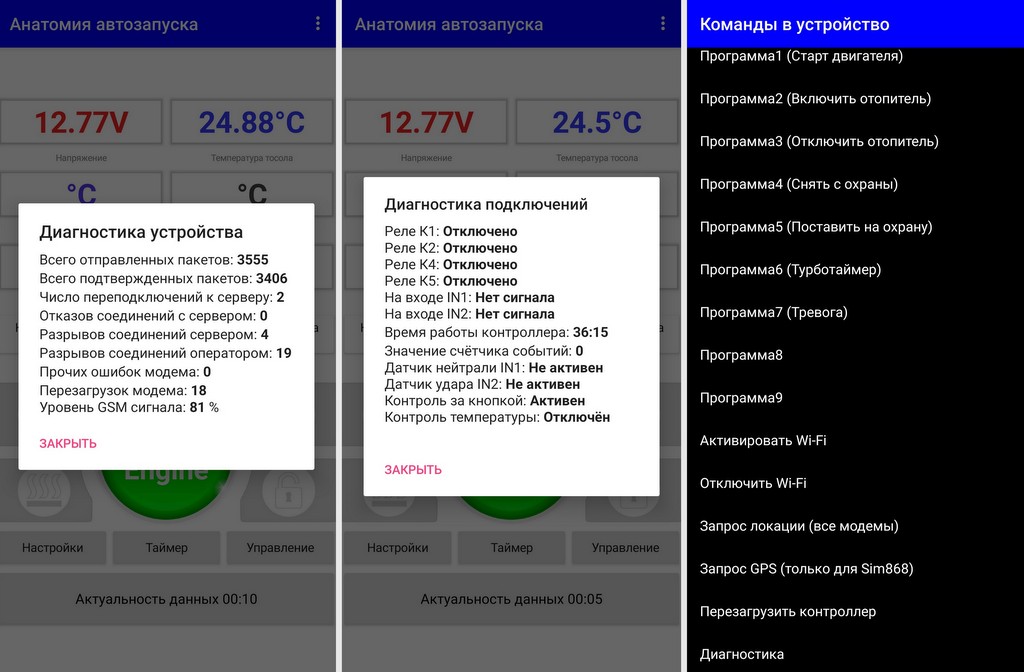 Анатомия автозапуска
12.77V
24.88°C
Напряжение
Температура тосола
°C
°C
Диагностика устройства
Всего отправленных пакетов: 3555
Всего подтвержденных пакетов: 3406
Число переподключений к серверу: 2
Отказов соединений с сервером: 0
Разрывов соединений сервером: 4
Разрывов соединений оператором: 19
Прочих ошибок модема: 0
Перезагрузок модема: 18
Уровень GSM сигнала: 81 %
ЗАКРЫТЬ
Engine
Настройки
Таймер
Управление
Актуальность данных 00:10
Анатомия автозапуска
12.77V
24.5°C
Напряжение
Температура тосола
Диагностика подключений
Реле К1: Отключено
Реле К2: Отключено
Реле К4: Отключено
Реле К5: Отключено
На входе IN1: Нет сигнала
На входе IN2: Нет сигнала
Время работы контроллера: 36:15
Значение счётчика событий: 0
Датчик нейтрали IN1: Не активен
Датчик удара IN2: Не активен
Контроль за кнопкой: Активен
Контроль температуры: Отключён
ЗАКРЫТЬ
Настройки
Таймер
Управление
Актуальность данных 00:05
Команды в устройство
Программа1 (Старт двигателя)
Программа2 (Включить отопитель)
Программа3 (Отключить отопитель)
Программа4 (Снять с охраны)
Программа5 (Поставить на охрану)
Программа6 (Турботаймер)
Программа7 (Тревога)
Программа8
Программа9
Активировать Wi-Fi
Отключить Wi-Fi
Запрос локации (все модемы)
Запрос GPS (только для Sim868)
Перезагрузить контроллер
Диагностика